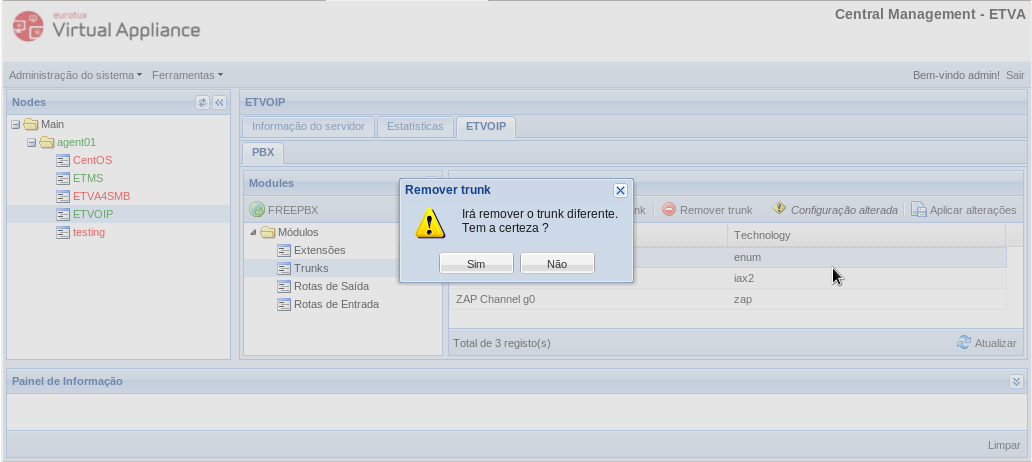 eurotux
Virtual Appliance
Central Management - ETVA
Administração do sistema Ferramentas
Bem-vindo admin! Sair
Nodes
Main
agent01
CentOS
ETMS
ETVA4SMB
ETVOIP
testing
ETVOIP
Informação do servidor Estatísticas ETVOIP
PBX
Modules
FREEPBX
Módulos
Extensões
Trunks
Rotas de Saída
Rotas de Entrada
Remover trunk
Irá remover o trunk diferente.
Tem a certeza ?
Sim Não
Remover trunk Configuração alterada Aplicar alterações
Technology
enum
iax2
ZAP Channel g0 zap
Total de 3 registo(s) Atualizar
Painel de Informação
Limpar